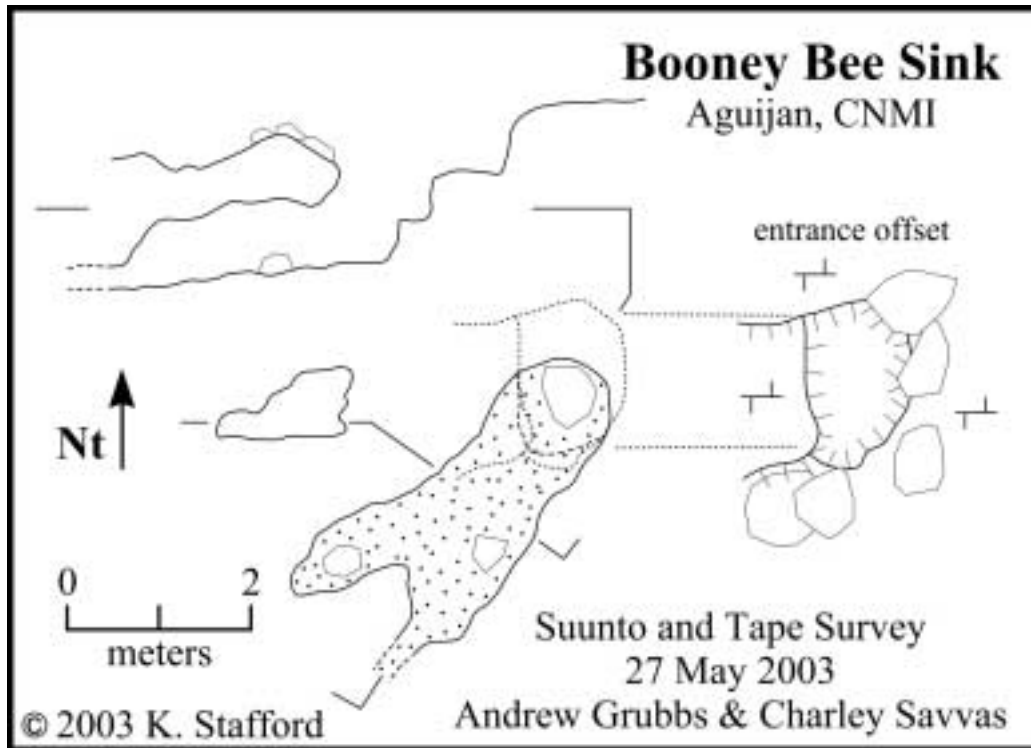 Booney Bee Sink
Aguijan, CNMI
entrance offset
Nt
0 2
meters
Suunto and Tape Survey
27 May 2003
Andrew Grubbs & Charley Savvas
© 2003 K. Stafford